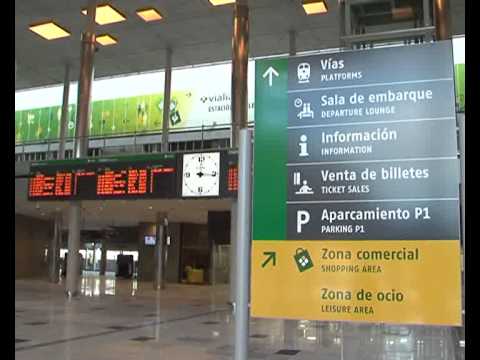 vialia
Vías
PLATFORMS
Sala de embarque
DEPARTURE LOUNGE
Información
INFORMATION
Venta de billetes
TICKET SALES
P Aparcamiento P1
PARKING P1
Zona comercial
SHOPPING AREA
Zona de ocio
LEISURE AREA